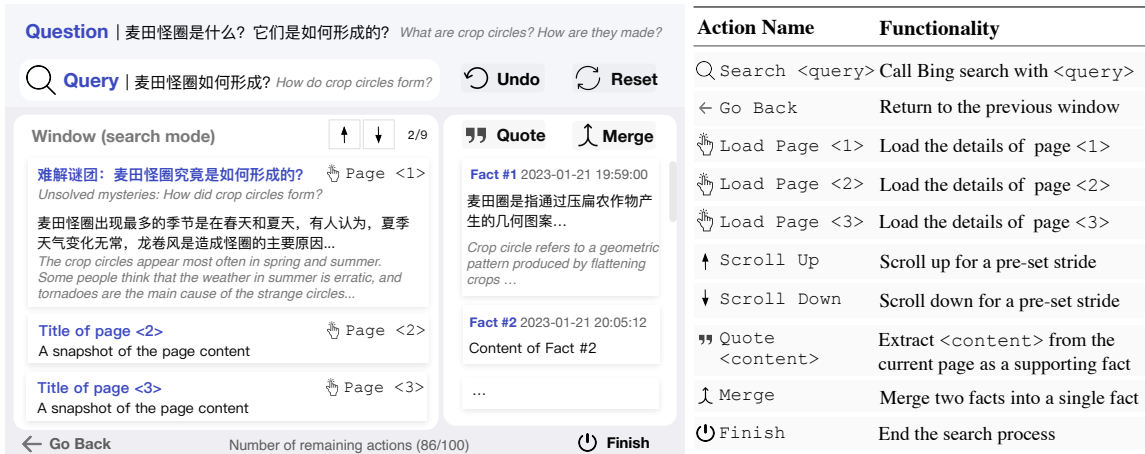 Question | 麦田怪圈是什么？它们是如何形成的？ What are crop circles? How are they made?
Query | 麦田怪圈如何形成？ How do crop circles form?
Undo
Reset
Window (search mode)
2/9
难解谜团：麦田怪圈究竟是如何形成的？
Page <1>
Unsolved mysteries: How did crop circles form?
麦田怪圈出现最多的季节是在春天和夏天，有人认为，夏季
天气变化无常，龙卷风是造成怪圈的主要原因...
The crop circles appear most often in spring and summer.
Some people think that the weather in summer is erratic, and
tornadoes are the main cause of the strange circles...
Title of page <2>
Page <2>
A snapshot of the page content
Title of page <3>
Page <3>
A snapshot of the page content
Quote
Merge
Fact #1 2023-01-21 19:59:00
麦田圈是指通过压扁农作物产
生的几何图案…
Crop circle refers to a geometric
pattern produced by flattening
crops …
Fact #2 2023-01-21 20:05:12
Content of Fact #2
…
Go Back
Number of remaining actions (86/100)
Finish
Action Name Functionality
Search <query> Call Bing search with <query>
Go Back Return to the previous window
Load Page <1> Load the details of page <1>
Load Page <2> Load the details of page <2>
Load Page <3> Load the details of page <3>
Scroll Up Scroll up for a pre-set stride
Scroll Down Scroll down for a pre-set stride
Quote
<content>
Extract <content> from the
current page as a supporting fact
Merge Merge two facts into a single fact
Finish End the search process